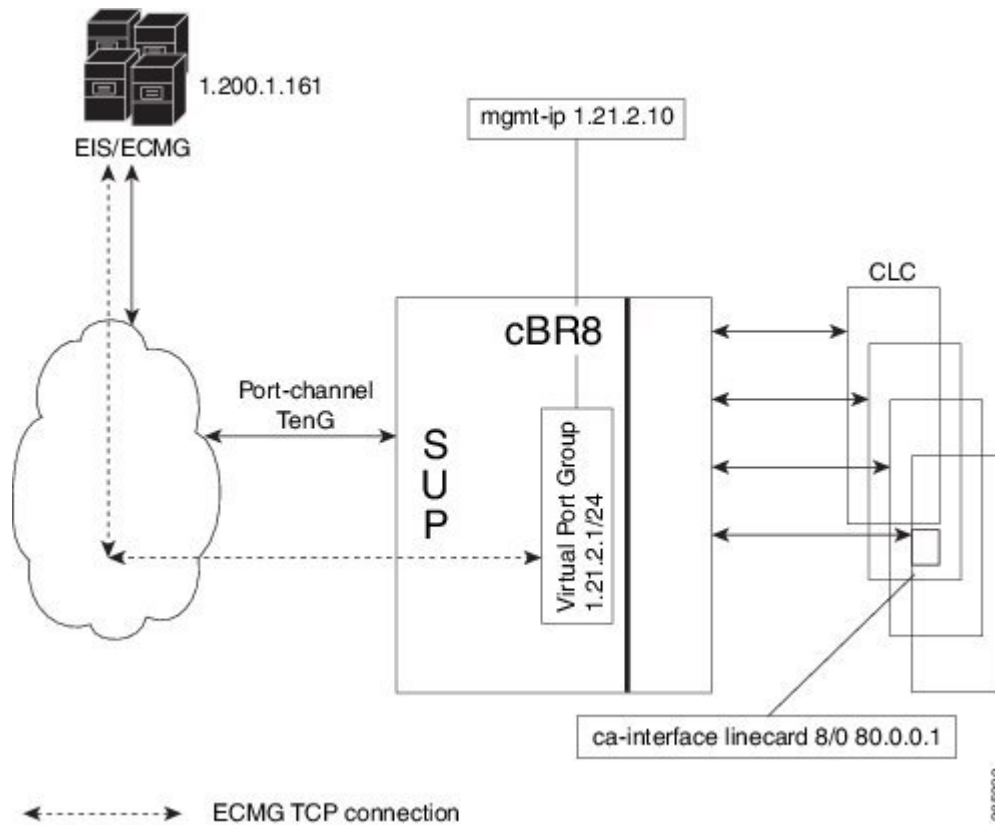 1.200.1.161
EIS/ECMG
mgmt-ip 1.21.2.10
CLC
cBR8
Port-channel
TenG
SUP
Virtual Port Group
1.21.2.1/24
ca-interface linecard 8/0 80.0.0.1
ECMG TCP connection